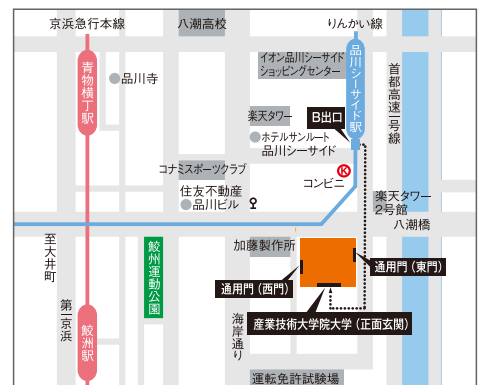 京浜急行本線
八潮高校
りんかい線
青物横丁駅
品川寺
イオン品川シーサイド
ショッピングセンター
品川シーサイド駅
首都高速一号線
楽天タワー
B出口
ホテルサンルート
品川シーサイド
コナミスポーツクラブ
K
コンビニ
住友不動産
品川ビル
楽天タワー
2号館
八潮橋
至大井町
鮫州運動公園
加藤製作所
通用門（東門）
通用門（西門）
第一京浜
鮫洲駅
海岸通り
産業技術大学院大学（正面玄関）
運転免許試験場